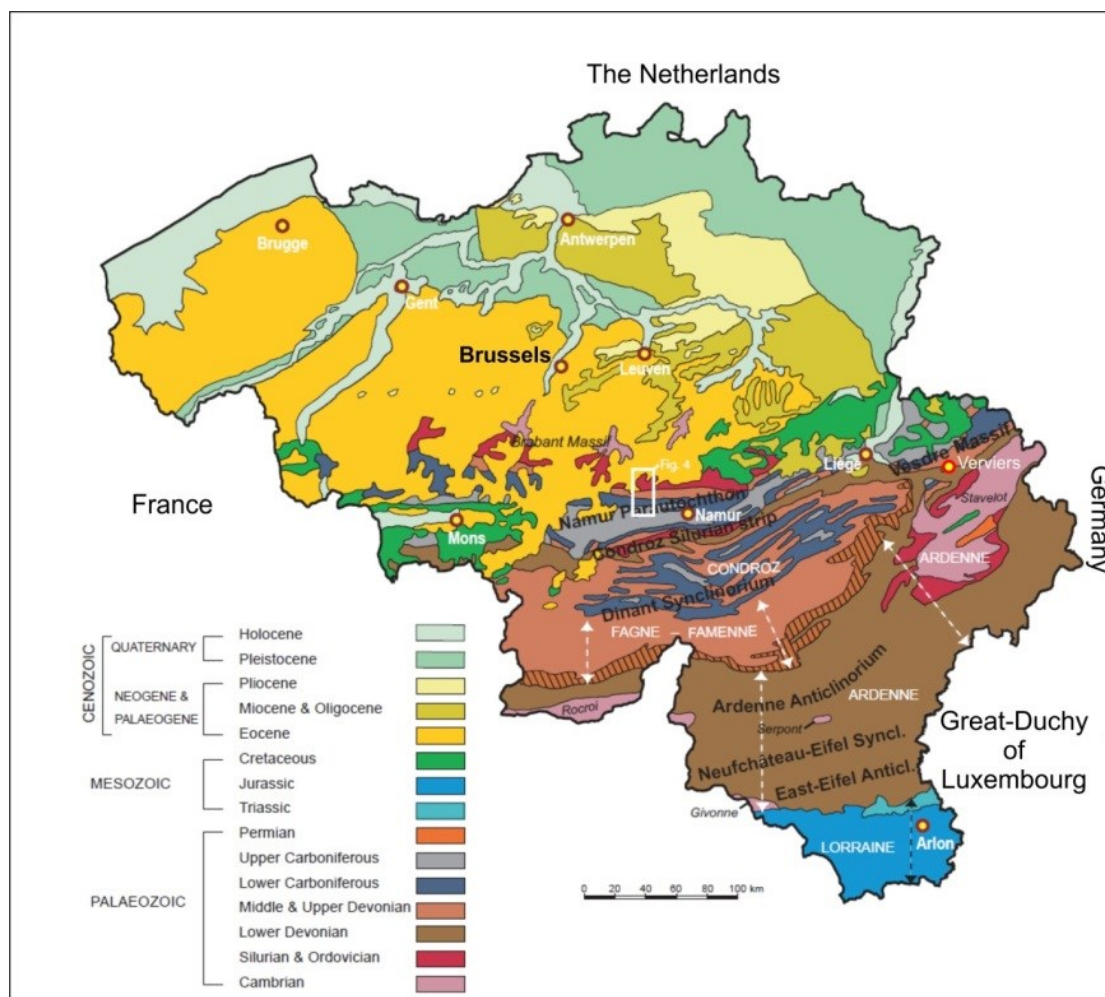 The Netherlands
Brugge
Antwerpen
Gent
Brussels
Leuven
Brabant Massif
Fig. 4
Liége
Vesdre Massif
Verviers
France
Germany
Stavelot
Namur Parautochthon
Namur
Mons
Condroz Silurian strip
CONDROZ
ARDENNE
Dinant Synclinorium
FAGNE – FAMENNE
Ardenne Anticlinorium
ARDENNE
Rocroi
Serpont
Great-Duchy
of
Luxembourg
Neufchâteau-Eifel Syncl.
East-Eifel Anticl.
Givonne
LORRAINE
Arlon
0 20 40 60 80 100 km
CENOZOIC
QUATERNARY
Holocene
Pleistocene
NEOGENE &
PALAEOGENE
Pliocene
Miocene & Oligocene
Eocene
MESOZOIC
Cretaceous
Jurassic
Triassic
PALAEOZOIC
Permian
Upper Carboniferous
Lower Carboniferous
Middle & Upper Devonian
Lower Devonian
Silurian & Ordovician
Cambrian